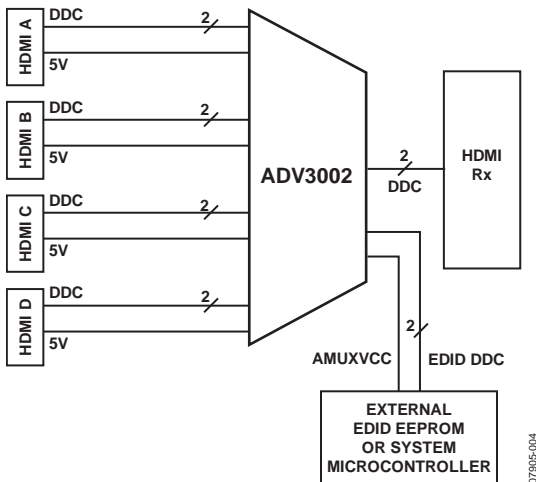 HDMI A
DDC
2
5V
HDMI B
DDC
2
5V
HDMI C
DDC
2
5V
HDMI D
DDC
2
5V
ADV3002
2
DDC
HDMI
Rx
2
AMUXVCC
EDID DDC
EXTERNAL
EDID EEPROM
OR SYSTEM
MICROCONTROLLER
07905-004